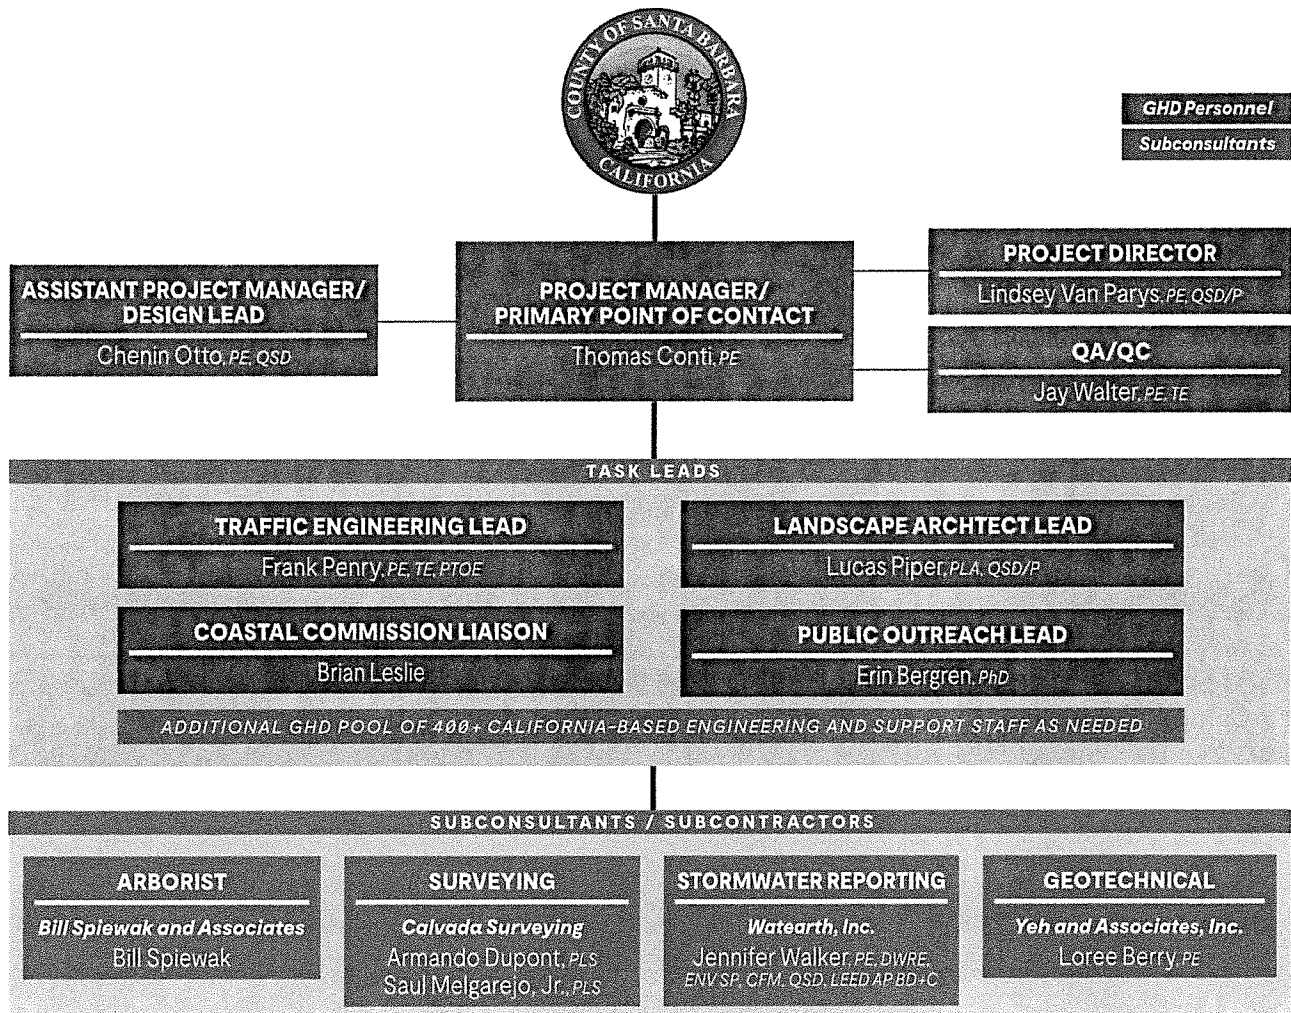 COUNTY OF SANTA BARBARA
CALIFORNIA
GHD Personnel
Subconsultants
ASSISTANT PROJECT MANAGER/
DESIGN LEAD
Chenin Otto, PE, QSD
PROJECT MANAGER/
PRIMARY POINT OF CONTACT
Thomas Conti, PE
PROJECT DIRECTOR
Lindsey Van Parys, PE, QSD/P
QA/QC
Jay Walter, PE, TE
TASK LEADS
TRAFFIC ENGINEERING LEAD
Frank Penry, PE, TE, PTOE
LANDSCAPE ARCHTECT LEAD
Lucas Piper, PLA, QSD/P
COASTAL COMMISSION LIAISON
Brian Leslie
PUBLIC OUTREACH LEAD
Erin Bergren, PhD
ADDITIONAL GHD POOL OF 400+ CALIFORNIA-BASED ENGINEERING AND SUPPORT STAFF AS NEEDED
SUBCONSULTANTS / SUBCONTRACTORS
ARBORIST
Bill Spiewak and Associates
Bill Spiewak
SURVEYING
Calvada Surveying
Armando Dupont, PLS
Saul Melgarejo, Jr., PLS
STORMWATER REPORTING
Watearth, Inc.
Jennifer Walker, PE, DWRE,
ENV SP, CFM, QSD, LEED AP BD+C
GEOTECHNICAL
Yeh and Associates, Inc.
Loree Berry, PE